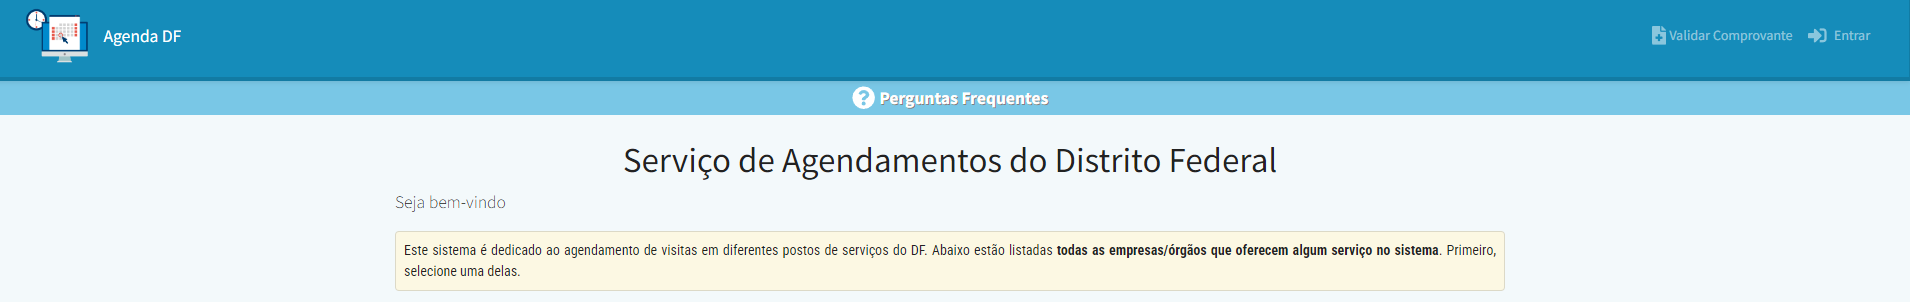 Agenda DF
Validar Comprovante
Entrar
Perguntas Frequentes
Serviço de Agendamentos do Distrito Federal
Seja bem-vindo
Este sistema é dedicado ao agendamento de visitas em diferentes postos de serviços do DF. Abaixo estão listadas todas as empresas/órgãos que oferecem algum serviço no sistema. Primeiro,
selecione uma delas.